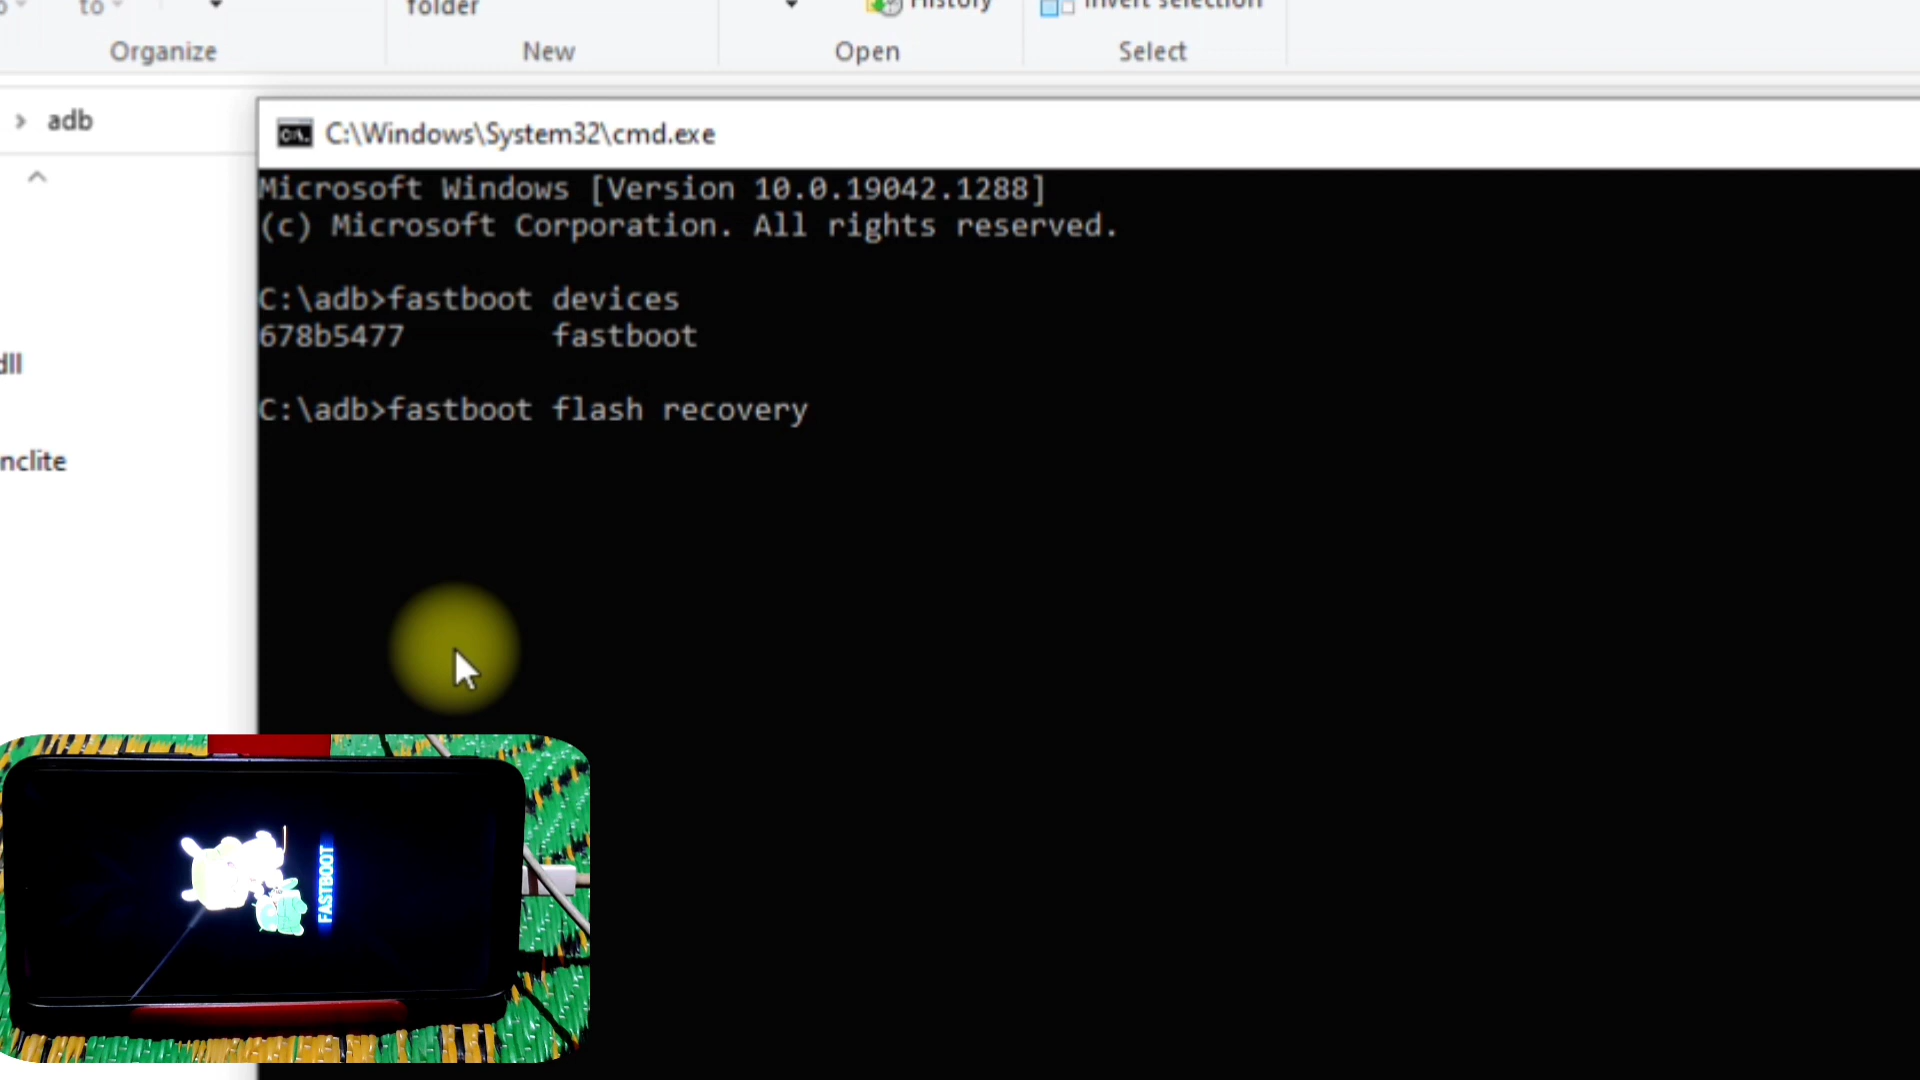 to
folder
History
Invert selection
Organize
New
Open
Select
adb
C:\Windows\System32\cmd.exe
Microsoft Windows [Version 10.0.19042.1288]
(c) Microsoft Corporation. All rights reserved.
C:\adb>fastboot devices
678b5477 fastboot
dll
C:\adb>fastboot flash recovery
nclite
FASTBOOT